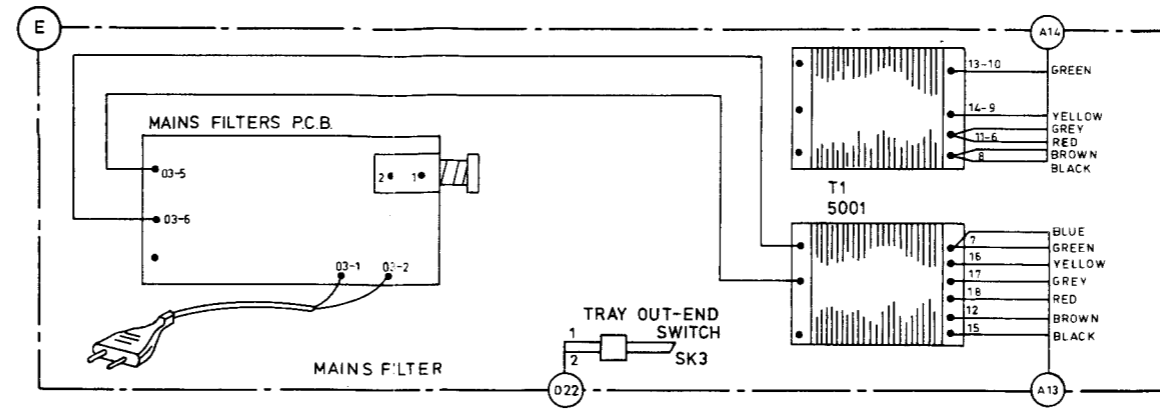 E
A14
13-10
GREEN
14-9
YELLOW
GREY
11-6
RED
BROWN
8
BLACK
MAINS FILTERS P.C.B.
03-5
2 1
03-6
03-1
03-2
T1
5001
BLUE
7
GREEN
16
YELLOW
17
GREY
18
RED
12
BROWN
15
BLACK
TRAY OUT-END
SWITCH
1
2
SK3
MAINS FILTER
D22
A13